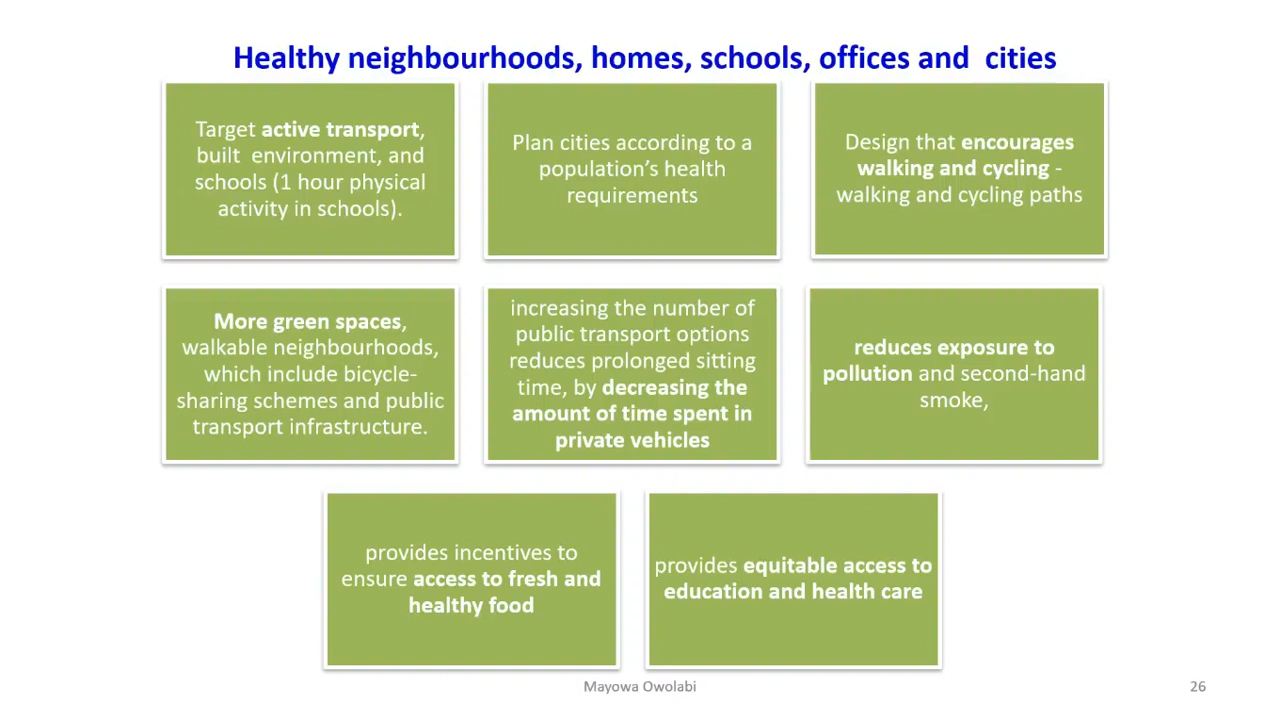 Healthy neighbourhoods, homes, schools, offices and cities
Target active transport,
built environment, and
schools (1 hour physical
activity in schools).
Plan cities according to a
population’s health
requirements
Design that encourages
walking and cycling -
walking and cycling paths
More green spaces,
walkable neighbourhoods,
which include bicycle-
sharing schemes and public
transport infrastructure.
increasing the number of
public transport options
reduces prolonged sitting
time, by decreasing the
amount of time spent in
private vehicles
reduces exposure to
pollution and second-hand
smoke,
provides incentives to
ensure access to fresh and
healthy food
provides equitable access to
education and health care
Mayowa Owolabi
26